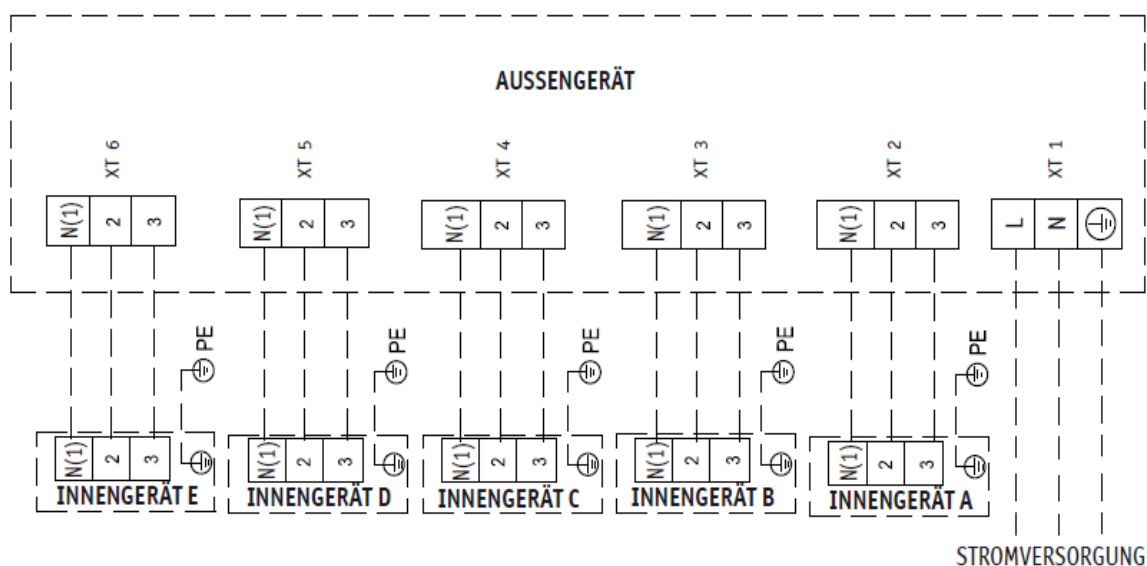 AUSSENGERÄT
XT 6
XT 5
XT 4
XT 3
XT 2
XT 1
N(1) 2 3
N(1) 2 3
N(1) 2 3
N(1) 2 3
N(1) 2 3
L N
PE
PE
PE
PE
PE
N(1) 2 3
N(1) 2 3
N(1) 2 3
N(1) 2 3
N(1) 2 3
INNENGERÄT E
INNENGERÄT D
INNENGERÄT C
INNENGERÄT B
INNENGERÄT A
STROMVERSORGUNG